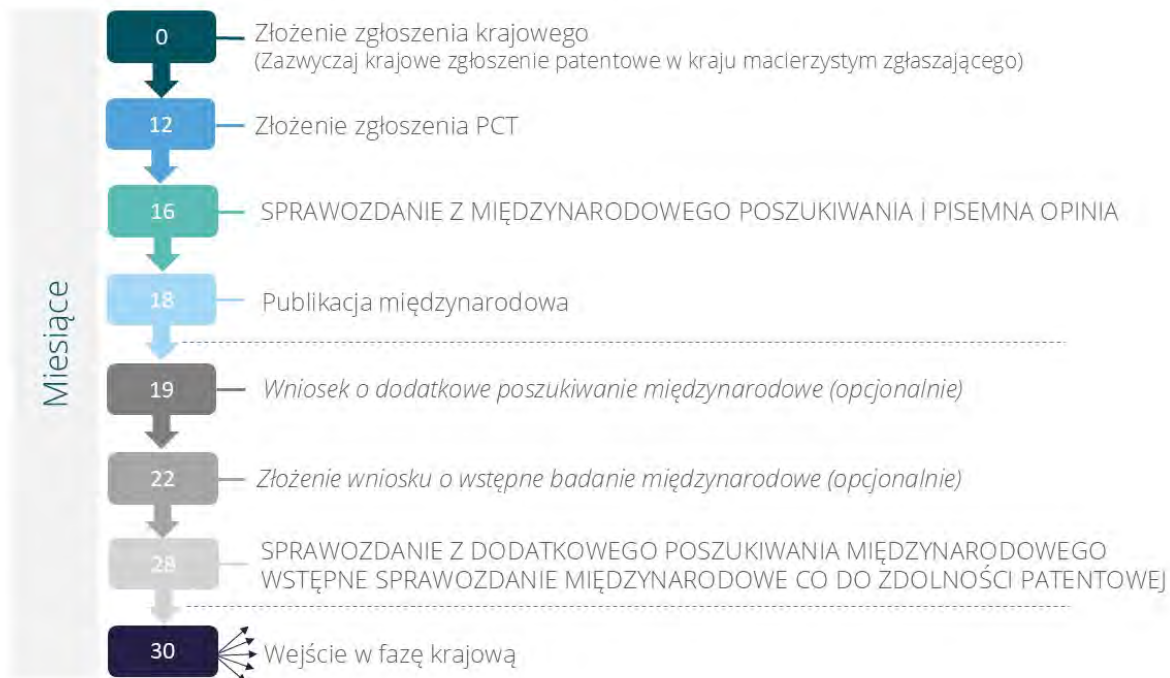 Miesiące
0
Złożenie zgłoszenia krajowego
(Zazwyczaj krajowe zgłoszenie patentowe w kraju macierzystym zgłaszającego)
12
Złożenie zgłoszenia PCT
16
SPRAWOZDANIE Z MIĘDZYNARODOWEGO POSZUKIWANIA I PISEMNA OPINIA
18
Publikacja międzynarodowa
19
Wniosek o dodatkowe poszukiwanie międzynarodowe (opcjonalnie)
22
Złożenie wniosku o wstępne badanie międzynarodowe (opcjonalnie)
28
SPRAWOZDANIE Z DODATKOWEGO POSZUKIWANIA MIĘDZYNARODOWEGO
WSTĘPNE SPRAWOZDANIE MIĘDZYNARODOWE CO DO ZDOLNOŚCI PATENTOWEJ
30
Wejście w fazę krajową